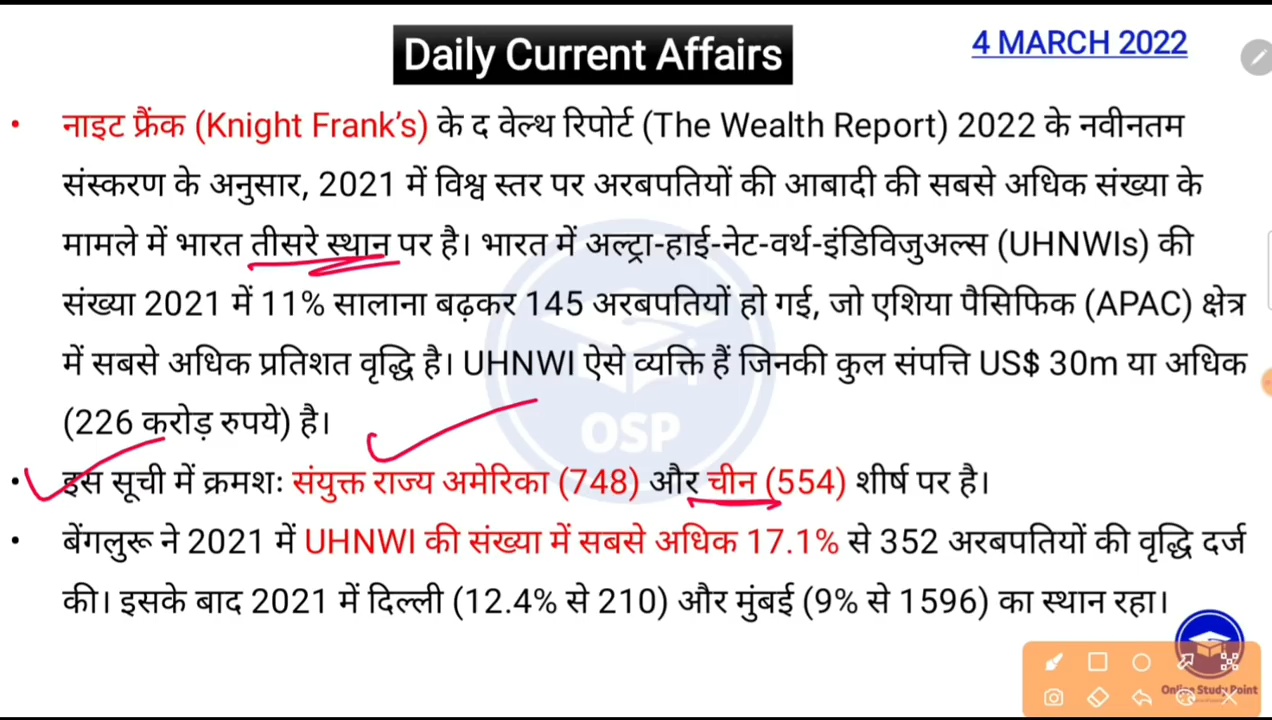 Daily Current Affairs
4 MARCH 2022
• नाइट फ्रैंक (Knight Frank's) के द वेल्थ रिपोर्ट (The Wealth Report) 2022 के नवीनतम
संस्करण के अनुसार, 2021 में विश्व स्तर पर अरबपतियों की आबादी की सबसे अधिक संख्या के
मामले में भारत तीसरे स्थान पर है। भारत में अल्ट्रा-हाई-नेट-वर्थ-इंडिविजुअल्स (UHNWIs) की
संख्या 2021 में 11% सालाना बढ़कर 145 अरबपतियों हो गई, जो एशिया पैसिफिक (APAC) क्षेत्र
में सबसे अधिक प्रतिशत वृद्धि है। UHNWI ऐसे व्यक्ति हैं जिनकी कुल संपत्ति US$ 30m या अधिक
(226 करोड़ रुपये) है।
• इस सूची में क्रमशः संयुक्त राज्य अमेरिका (748) और चीन (554) शीर्ष पर है।
• बेंगलुरू ने 2021 में UHNWI की संख्या में सबसे अधिक 17.1% से 352 अरबपतियों की वृद्धि दर्ज
की। इसके बाद 2021 में दिल्ली (12.4% से 210) और मुंबई (9% से 1596) का स्थान रहा।
OSP
Online Study Point